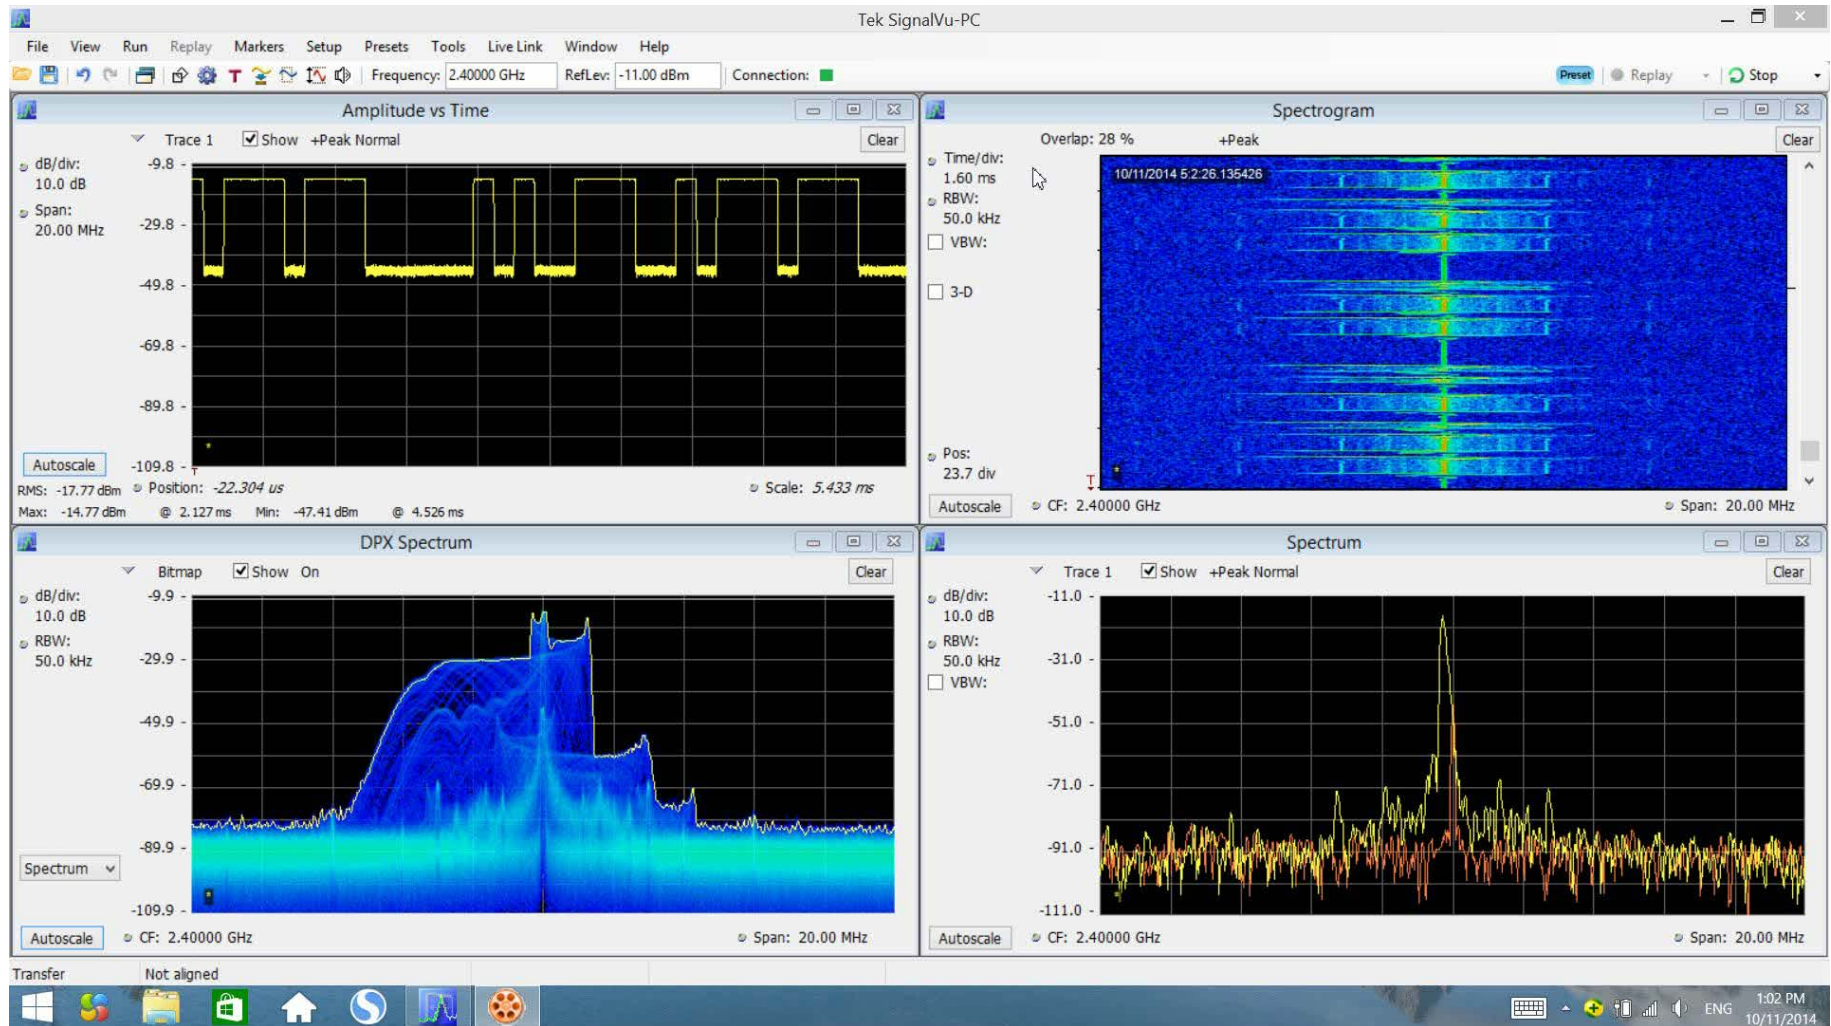 Tek SignalVu-PC
File View Run Replay Markers Setup Presets Tools Live Link Window Help
T Frequency: 2.40000 GHz RefLev: -11.00 dBm Connection: Preset Replay Stop
Amplitude vs Time
Trace 1 Show +Peak Normal Clear
dB/div:
10.0 dB
Span:
20.00 MHz
-9.8
-29.8
-49.8
-69.8
-89.8
-109.8
T
Autoscale
RMS: -17.77 dBm Position: -22.304 us Scale: 5.433 ms
Max: -14.77 dBm @ 2.127 ms Min: -47.41 dBm @ 4.526 ms
Spectrogram
Overlap: 28 % +Peak Clear
Time/div:
1.60 ms
RBW:
50.0 kHz
VBW:
3-D
10/11/2014 5:2:26.135426
Pos:
23.7 div
T
Autoscale CF: 2.40000 GHz Span: 20.00 MHz
DPX Spectrum
Bitmap Show On Clear
dB/div:
10.0 dB
RBW:
50.0 kHz
-9.9
-29.9
-49.9
-69.9
-89.9
-109.9
Spectrum
Autoscale CF: 2.40000 GHz Span: 20.00 MHz
Spectrum
Trace 1 Show +Peak Normal Clear
dB/div:
10.0 dB
RBW:
50.0 kHz
VBW:
-11.0
-31.0
-51.0
-71.0
-91.0
-111.0
Autoscale CF: 2.40000 GHz Span: 20.00 MHz
Transfer Not aligned
ENG 1:02 PM
10/11/2014